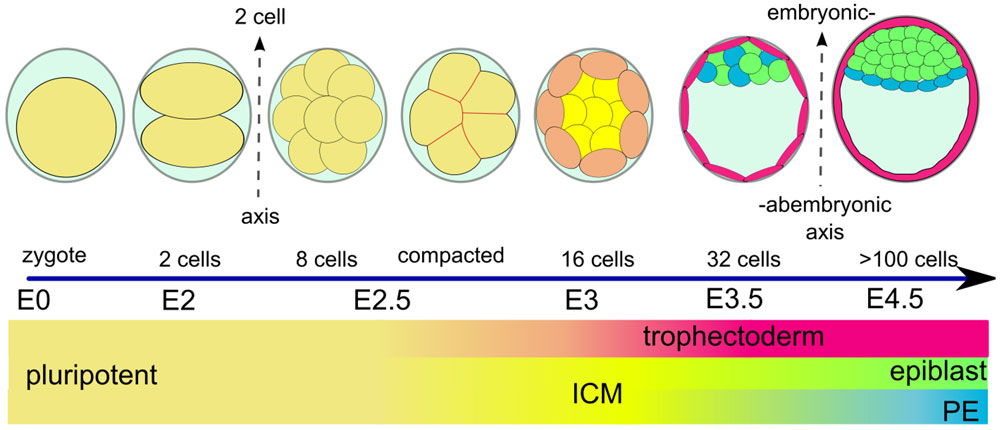 2 cell
axis
embryonic-
-abembryonic
axis
zygote
2 cells
8 cells
compacted
16 cells
32 cells
>100 cells
E0
E2
E2.5
E3
E3.5
E4.5
trophectoderm
pluripotent
ICM
epiblast
PE